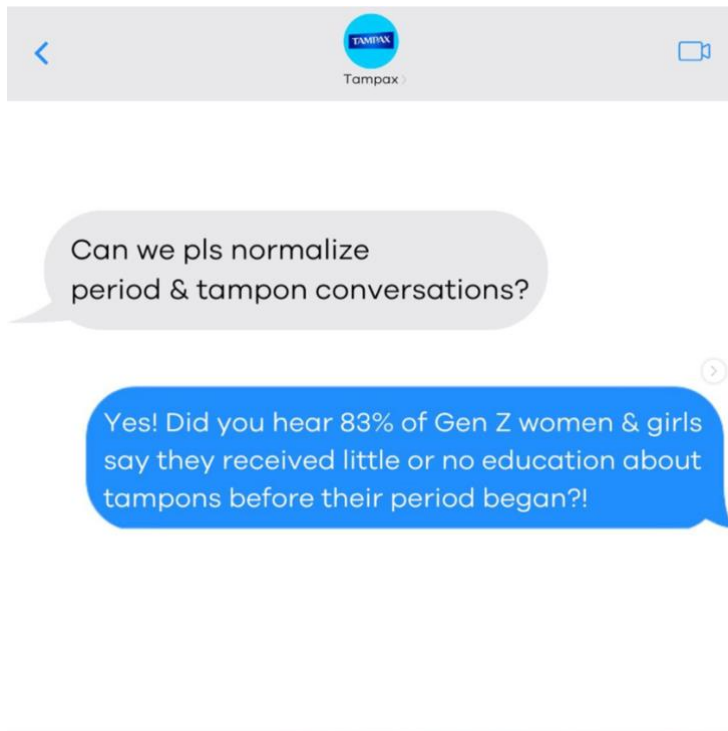 TAMPAX
Tampax
Can we pls normalize
period & tampon conversations?
Yes! Did you hear 83% of Gen Z women & girls
say they received little or no education about
tampons before their period began?!